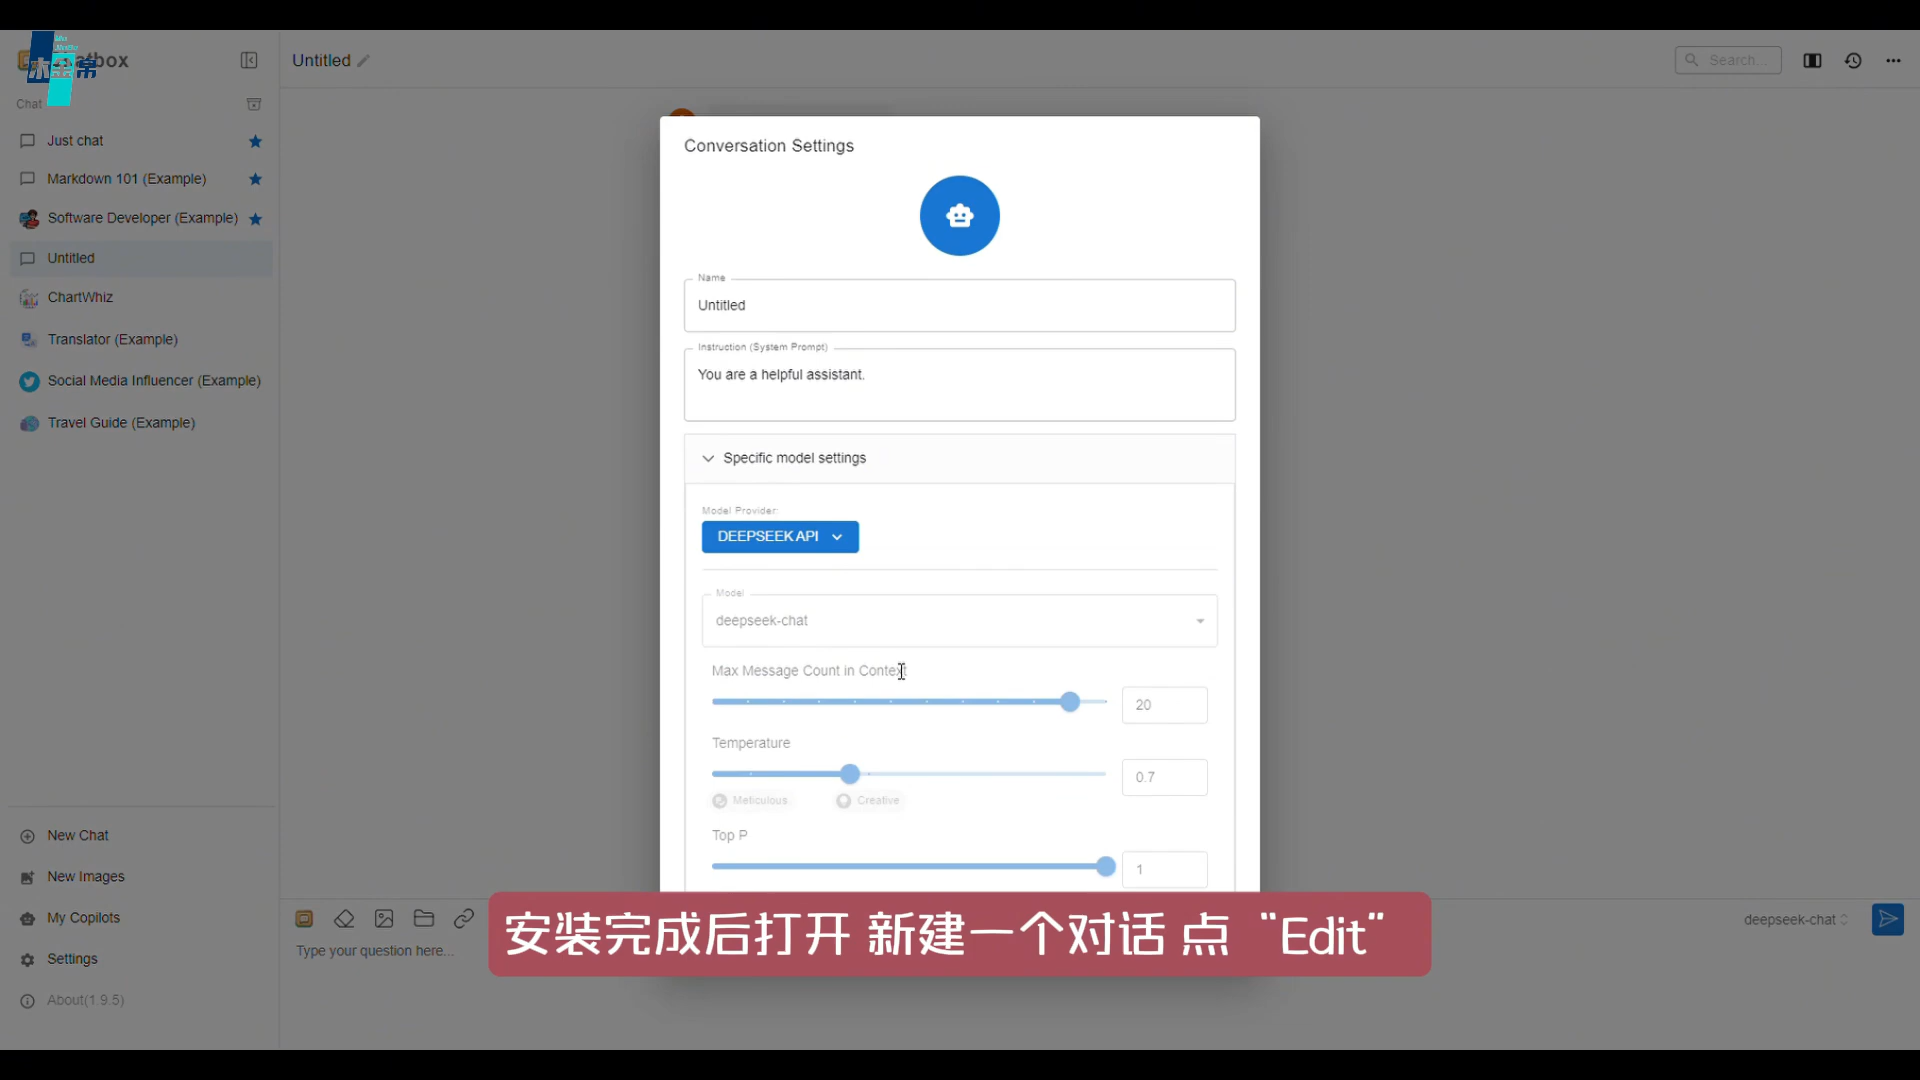 box
Untitled
Search...
Chat
Just chat
Markdown 101 (Example)
Software Developer (Example)
Untitled
ChartWhiz
Translator (Example)
Social Media Influencer (Example)
Travel Guide (Example)
New Chat
New Images
My Copilots
Settings
About(1.9.5)
Conversation Settings
Name
Untitled
Instruction (System Prompt)
You are a helpful assistant.
Specific model settings
Model Provider:
DEEPSEEK API
Model
deepseek-chat
Max Message Count in Context
20
Temperature
0.7
Meticulous
Creative
Top P
1
Type your question here...
deepseek-chat
安装完成后打开 新建一个对话 点 “Edit”